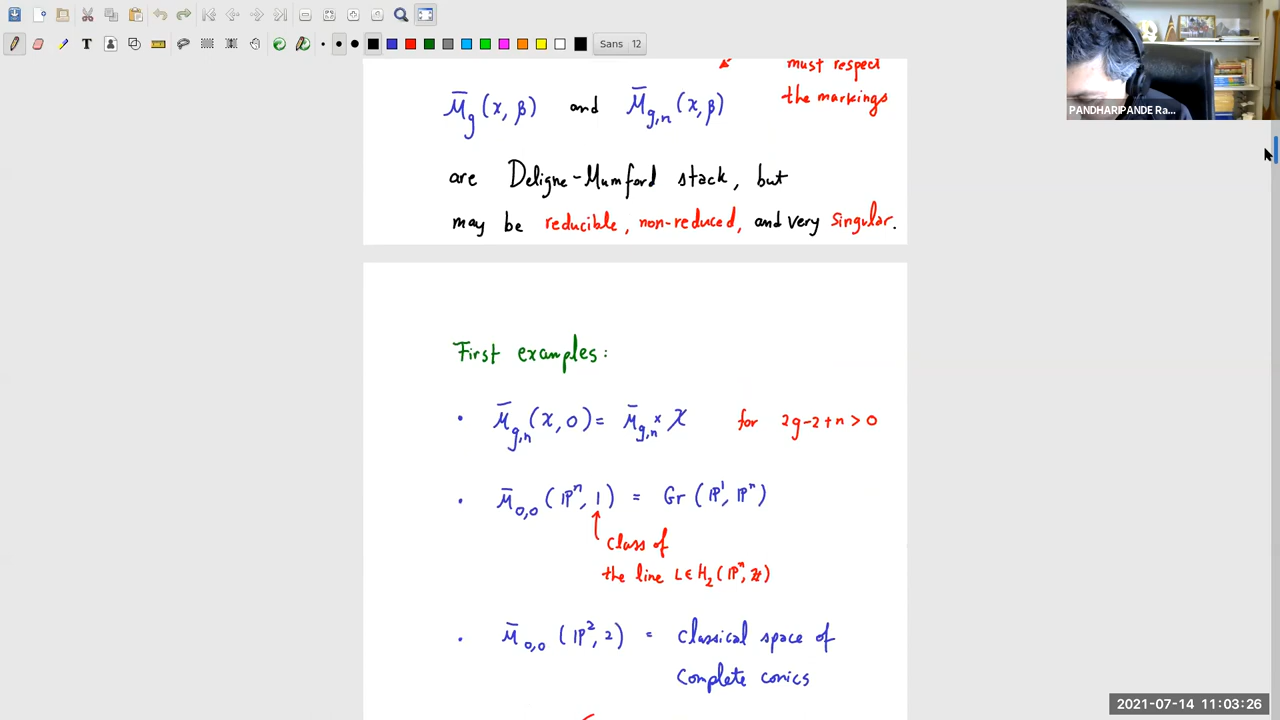 Sans 12
must respect
the markings
M̄_g (X, β) and M̄_{g,n} (X, β)
are Deligne-Mumford stack, but
may be reducible, non-reduced, and very singular.
First examples:
• M̄_{g,n} (X, 0) = M̄_{g,n} × X for 2g-2+n > 0
• M̄_{0,0} (ℙⁿ, 1) = Gr (ℙ¹, ℙⁿ)
class of
the line L ∈ H₂ (ℙⁿ, ℤ)
• M̄_{0,0} (ℙ², 2) = classical space of
complete conics
PANDHARIPANDE Ra...
2021-07-14 11:03:26